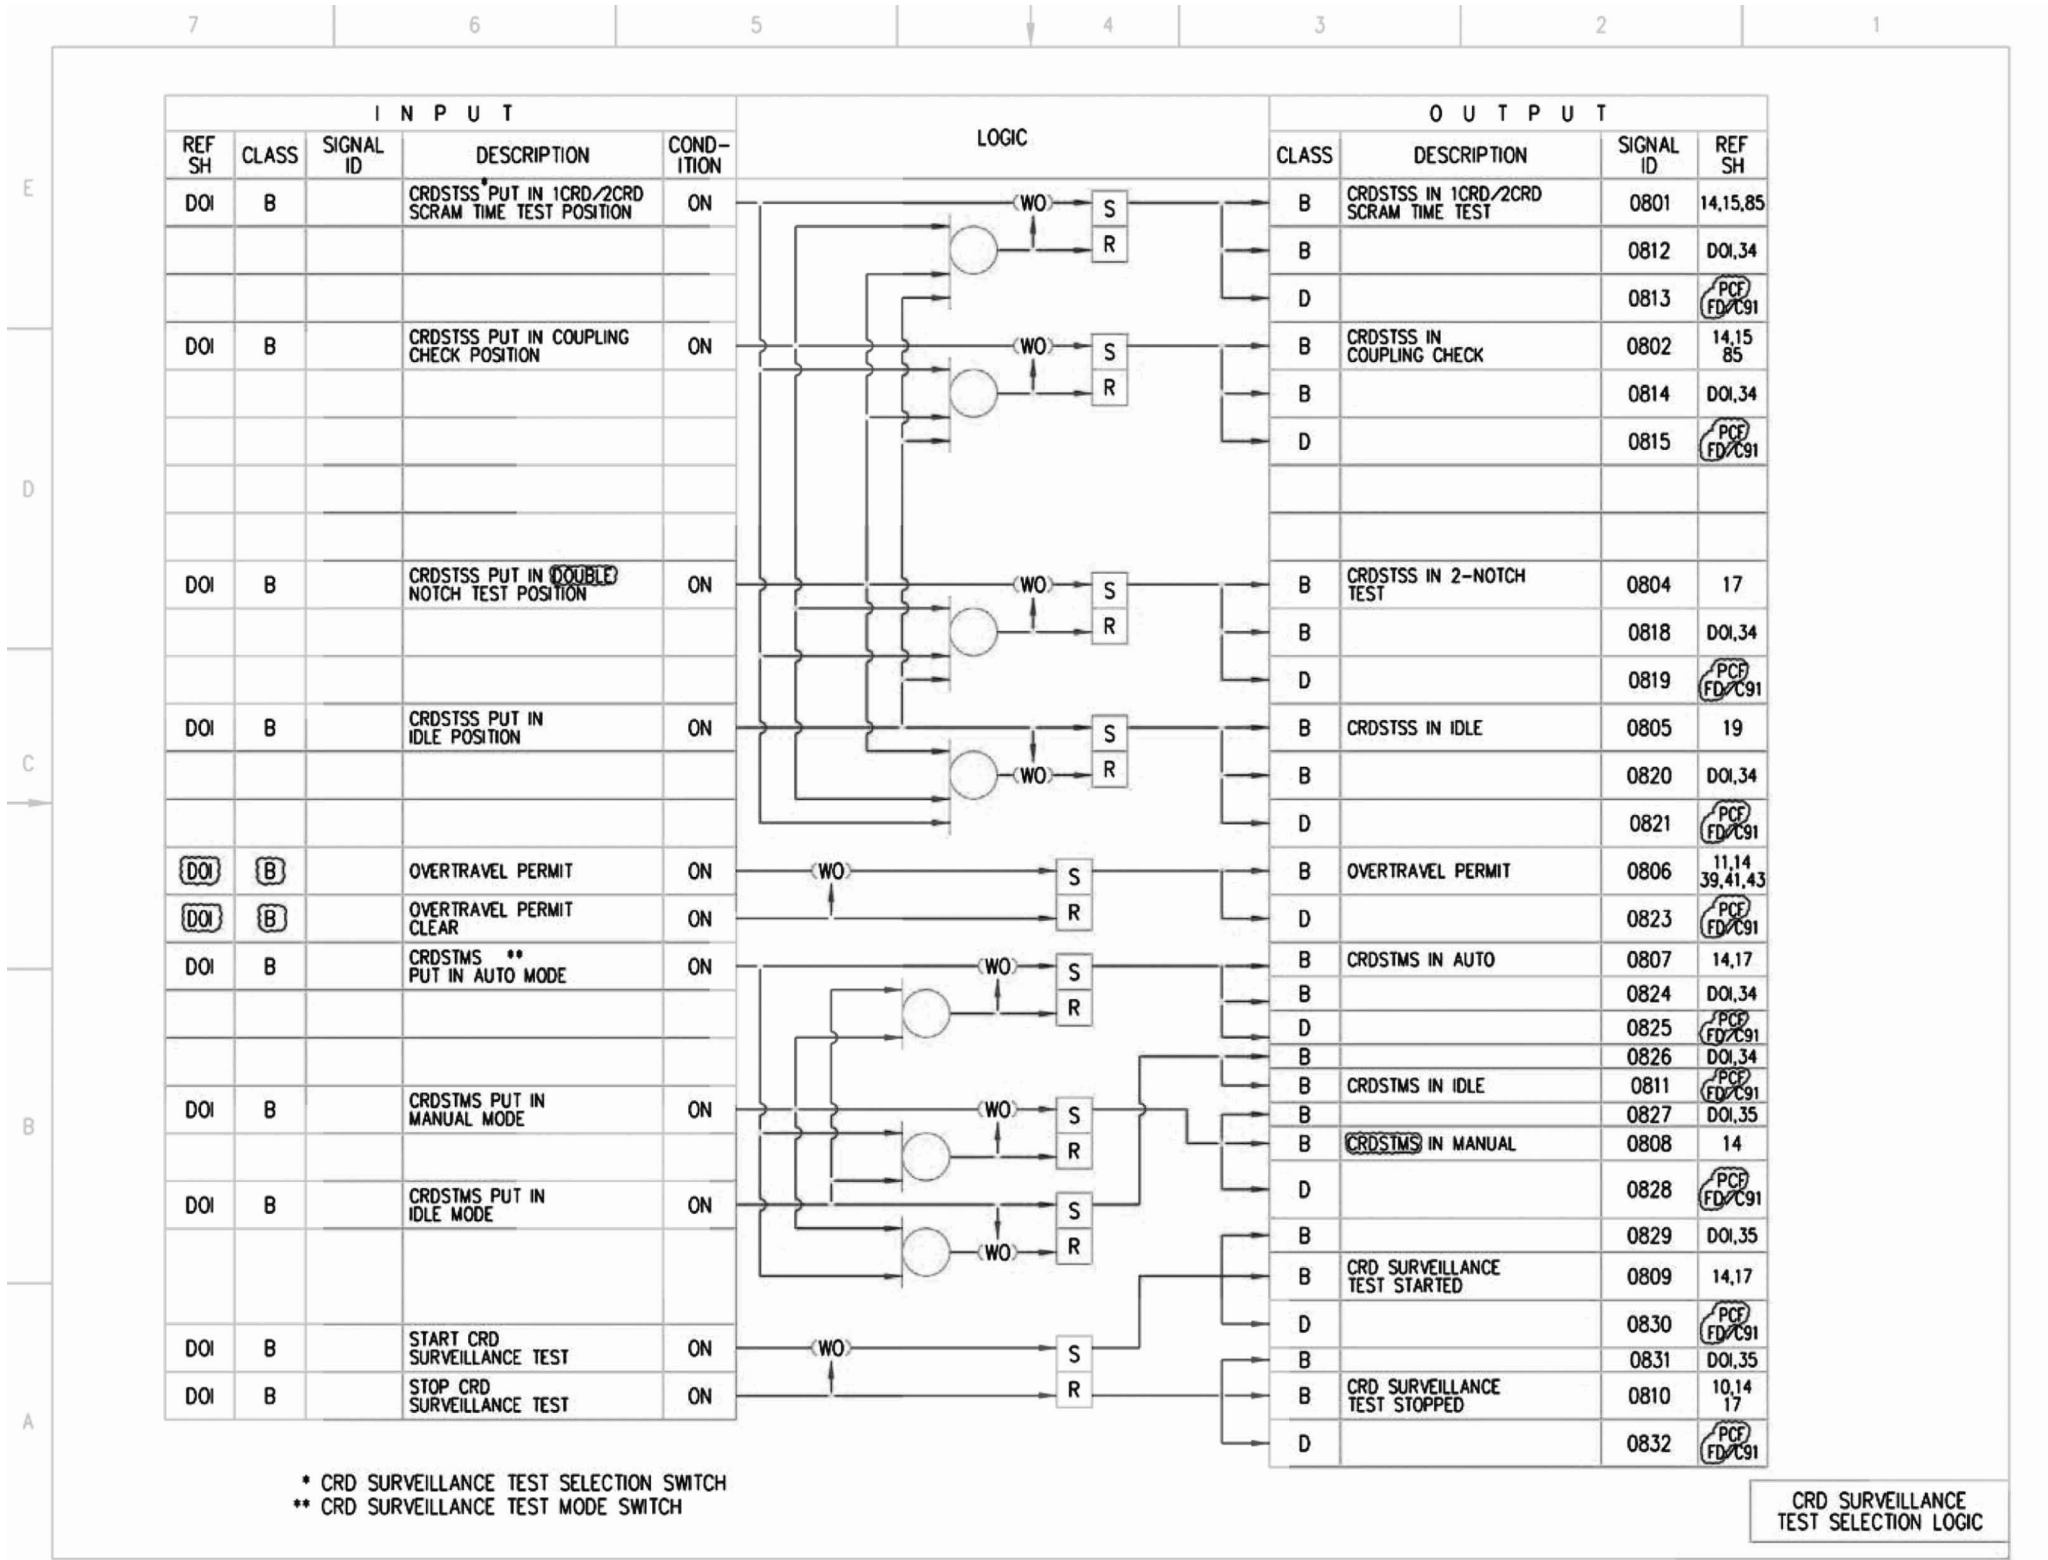 7 6 5 4 3 2 1
I N P U T
LOGIC
O U T P U T
REF SH CLASS SIGNAL ID DESCRIPTION COND-ITION CLASS DESCRIPTION SIGNAL ID REF SH
E
DOI B CRDSTSS* PUT IN 1CRD/2CRD ON (WO) S B CRDSTSS IN 1CRD/2CRD 0801 14,15,85
SCRAM TIME TEST POSITION SCRAM TIME TEST
R B 0812 DOI,34
D 0813 PCF
FD/C91
DOI B CRDSTSS PUT IN COUPLING ON (WO) S B CRDSTSS IN 0802 14,15
CHECK POSITION COUPLING CHECK 85
R B 0814 DOI,34
D 0815 PCF
FD/C91
D
DOI B CRDSTSS PUT IN DOUBLE ON (WO) S B CRDSTSS IN 2-NOTCH 0804 17
NOTCH TEST POSITION TEST
R B 0818 DOI,34
D 0819 PCF
FD/C91
DOI B CRDSTSS PUT IN ON S B CRDSTSS IN IDLE 0805 19
IDLE POSITION
C
(WO) R B 0820 DOI,34
D 0821 PCF
FD/C91
DOI B OVERTRAVEL PERMIT ON (WO) S B OVERTRAVEL PERMIT 0806 11,14
39,41,43
DOI B OVERTRAVEL PERMIT ON R D 0823 PCF
CLEAR FD/C91
DOI B CRDSTMS ** ON (WO) S B CRDSTMS IN AUTO 0807 14,17
PUT IN AUTO MODE
R B 0824 DOI,34
D 0825 PCF
FD/C91
B 0826 DOI,34
B CRDSTMS IN IDLE 0811 PCF
FD/C91
DOI B CRDSTMS PUT IN ON (WO) S B 0827 DOI,35
MANUAL MODE
B
R B CRDSTMS IN MANUAL 0808 14
D 0828 PCF
FD/C91
DOI B CRDSTMS PUT IN ON S
IDLE MODE
(WO) R B 0829 DOI,35
B CRD SURVEILLANCE 0809 14,17
TEST STARTED
D 0830 PCF
FD/C91
DOI B START CRD ON (WO) S
SURVEILLANCE TEST
B 0831 DOI,35
DOI B STOP CRD ON R B CRD SURVEILLANCE 0810 10,14
SURVEILLANCE TEST TEST STOPPED 17
A
D 0832 PCF
FD/C91
* CRD SURVEILLANCE TEST SELECTION SWITCH
** CRD SURVEILLANCE TEST MODE SWITCH
CRD SURVEILLANCE
TEST SELECTION LOGIC